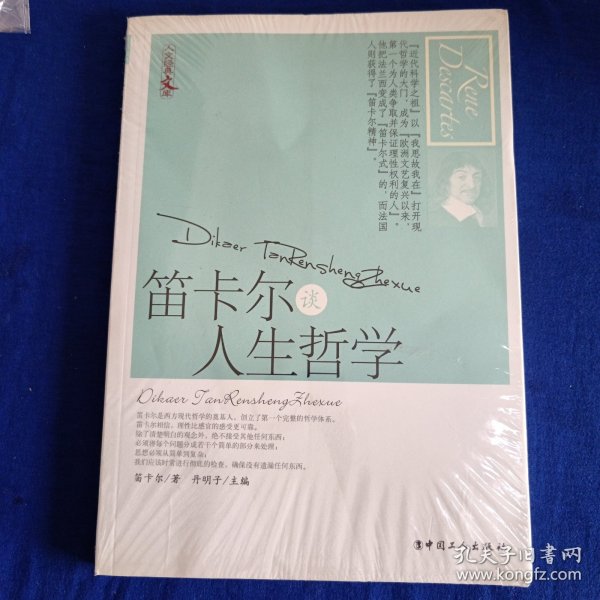 人文经典文库
『近代科学之祖』以『我思故我在』打开现
代哲学的大门，成为『欧洲文艺复兴以来，
第一个为人类争取并保证理性权利的人』。
他把法兰西变成了『笛卡尔式』的，而法国
人则获得了『笛卡尔精神』。
Rene
Descartes
Dikaer TanRenshengZhexue
笛卡尔谈
人生哲学
Dikaer TanRenshengZhexue
笛卡尔是西方现代哲学的奠基人，创立了第一个完整的哲学体系。
笛卡尔相信，理性比感官的感受更可靠。
除了清楚明白的观念外，绝不接受其他任何东西；
必须将每个问题分成若干个简单的部分来处理；
思想必须从简单到复杂；
我们应该时常进行彻底的检查，确保没有遗漏任何东西。
笛卡尔/著 丹明子/主编
中国工人出版社
孔夫子旧书网
www.kongfz.com